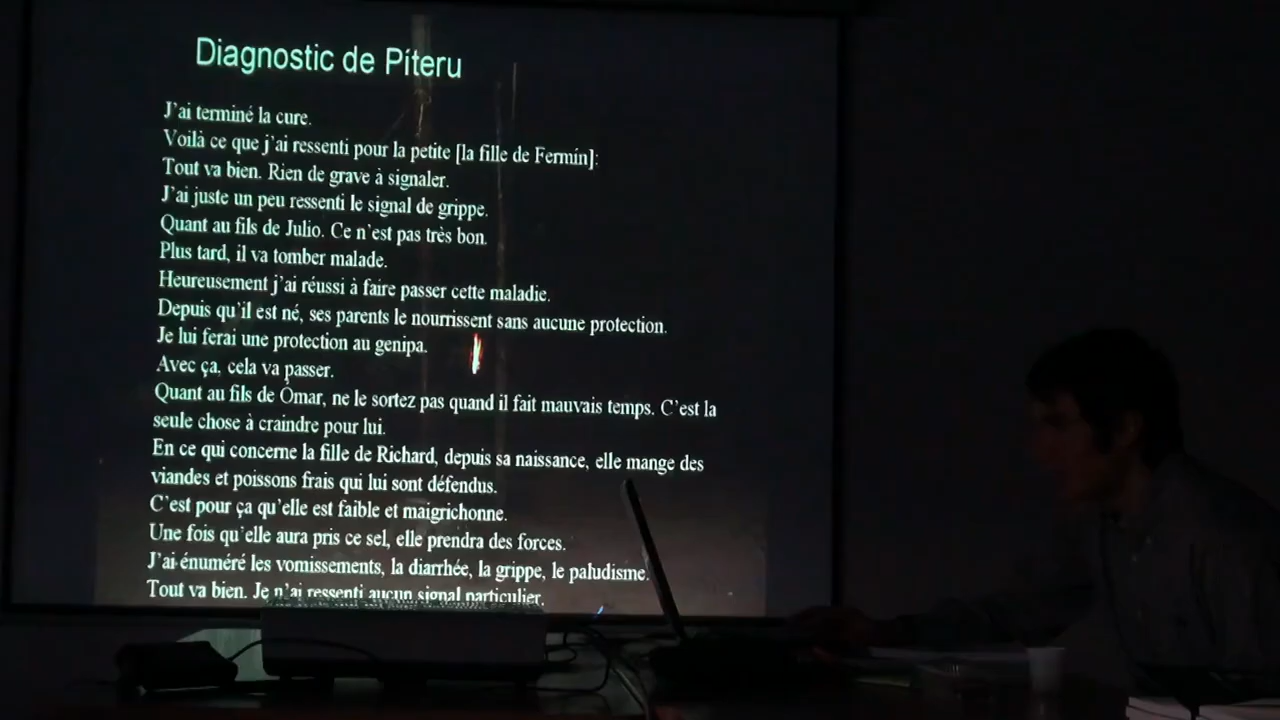 Diagnostic de Píteru
J'ai terminé la cure.
Voilà ce que j'ai ressenti pour la petite [la fille de Fermín]:
Tout va bien. Rien de grave à signaler.
J'ai juste un peu ressenti le signal de grippe.
Quant au fils de Julio. Ce n'est pas très bon.
Plus tard, il va tomber malade.
Heureusement j'ai réussi à faire passer cette maladie.
Depuis qu'il est né, ses parents le nourrissent sans aucune protection.
Je lui ferai une protection au genipa.
Avec ça, cela va passer.
Quant au fils de Ómar, ne le sortez pas quand il fait mauvais temps. C'est la
seule chose à craindre pour lui.
En ce qui concerne la fille de Richard, depuis sa naissance, elle mange des
viandes et poissons frais qui lui sont défendus.
C'est pour ça qu'elle est faible et maigrichonne.
Une fois qu'elle aura pris ce sel, elle prendra des forces.
J'ai énuméré les vomissements, la diarrhée, la grippe, le paludisme.
Tout va bien. Je n'ai ressenti aucun signal particulier.